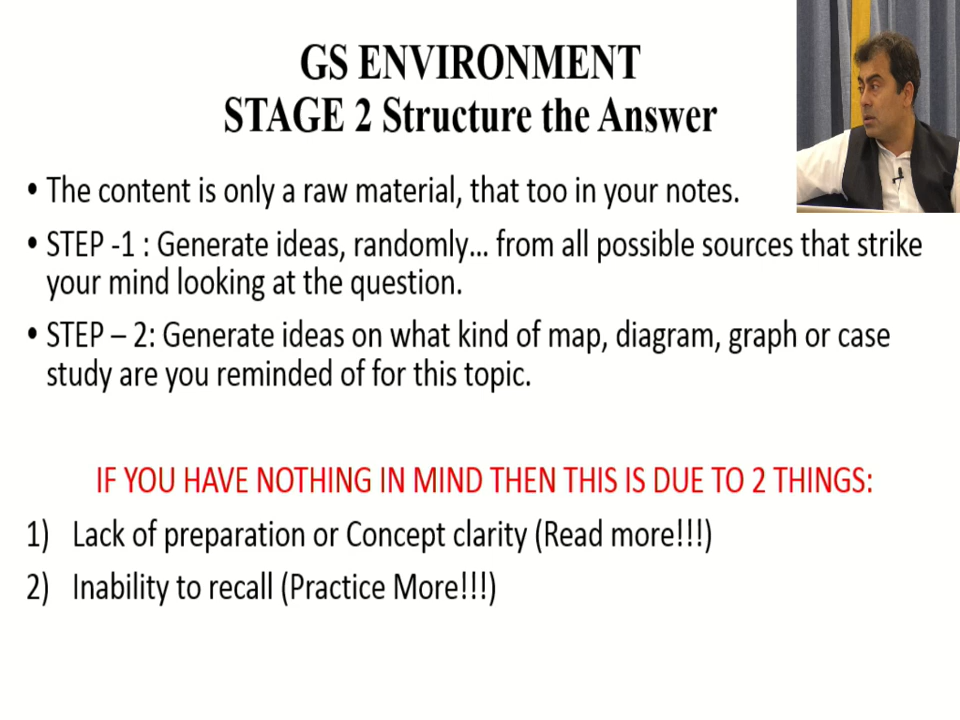 GS ENVIRONMENT
STAGE 2 Structure the Answer
• The content is only a raw material, that too in your notes.
• STEP -1 : Generate ideas, randomly... from all possible sources that strike
your mind looking at the question.
• STEP – 2: Generate ideas on what kind of map, diagram, graph or case
study are you reminded of for this topic.
IF YOU HAVE NOTHING IN MIND THEN THIS IS DUE TO 2 THINGS:
1) Lack of preparation or Concept clarity (Read more!!!)
2) Inability to recall (Practice More!!!)